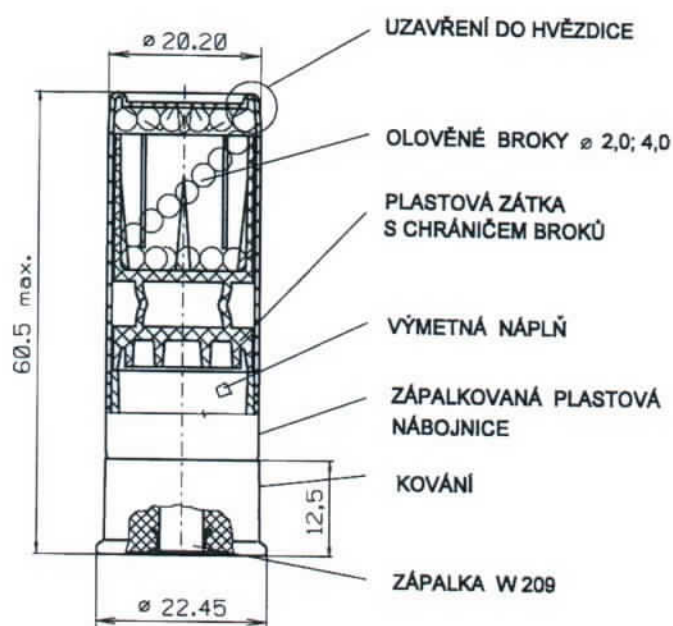 ø 20.20
UZAVŘENÍ DO HVĚZDICE
OLOVĚNÉ BROKY ø 2,0; 4,0
PLASTOVÁ ZÁTKA
S CHRÁNIČEM BROKŮ
60.5 max.
VÝMETNÁ NÁPLŇ
ZÁPALKOVANÁ PLASTOVÁ
NÁBOJNICE
KOVÁNÍ
12,5
ZÁPALKA W 209
ø 22.45